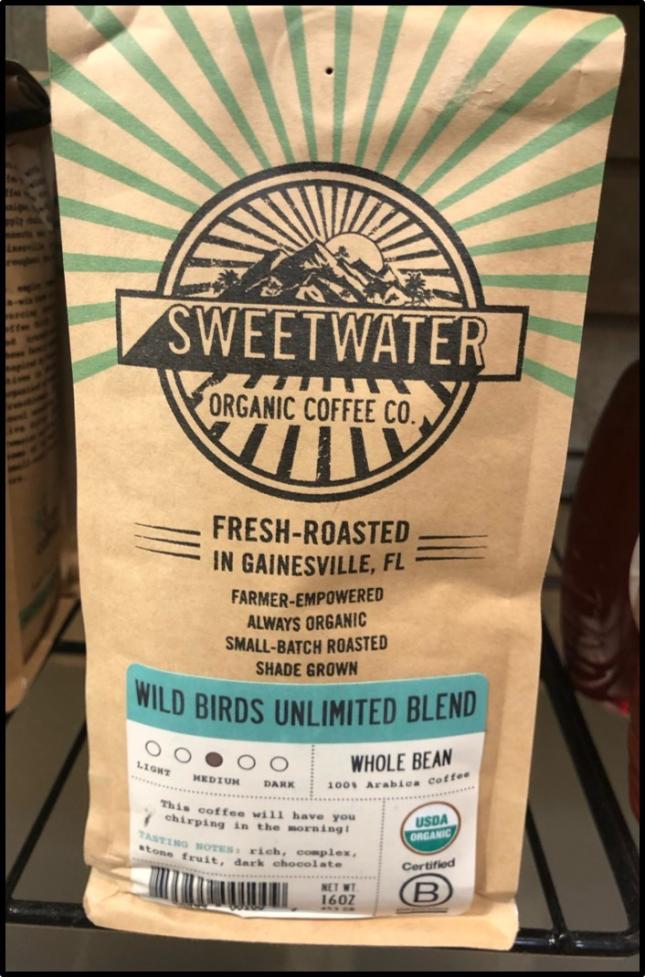 SWEETWATER
ORGANIC COFFEE CO.
FRESH-ROASTED
IN GAINESVILLE, FL
FARMER-EMPOWERED
ALWAYS ORGANIC
SMALL-BATCH ROASTED
SHADE GROWN
WILD BIRDS UNLIMITED BLEND
LIGHT MEDIUM DARK
WHOLE BEAN
100% Arabica Coffee
This coffee will have you
chirping in the morning!
TASTING NOTES: rich, complex,
stone fruit, dark chocolate
USDA
ORGANIC
Certified
B
NET WT.
16OZ